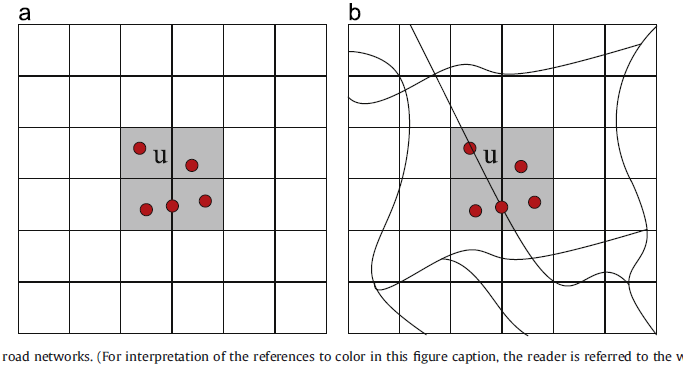 a
b
u
u
road networks. (For interpretation of the references to color in this figure caption, the reader is referred to the